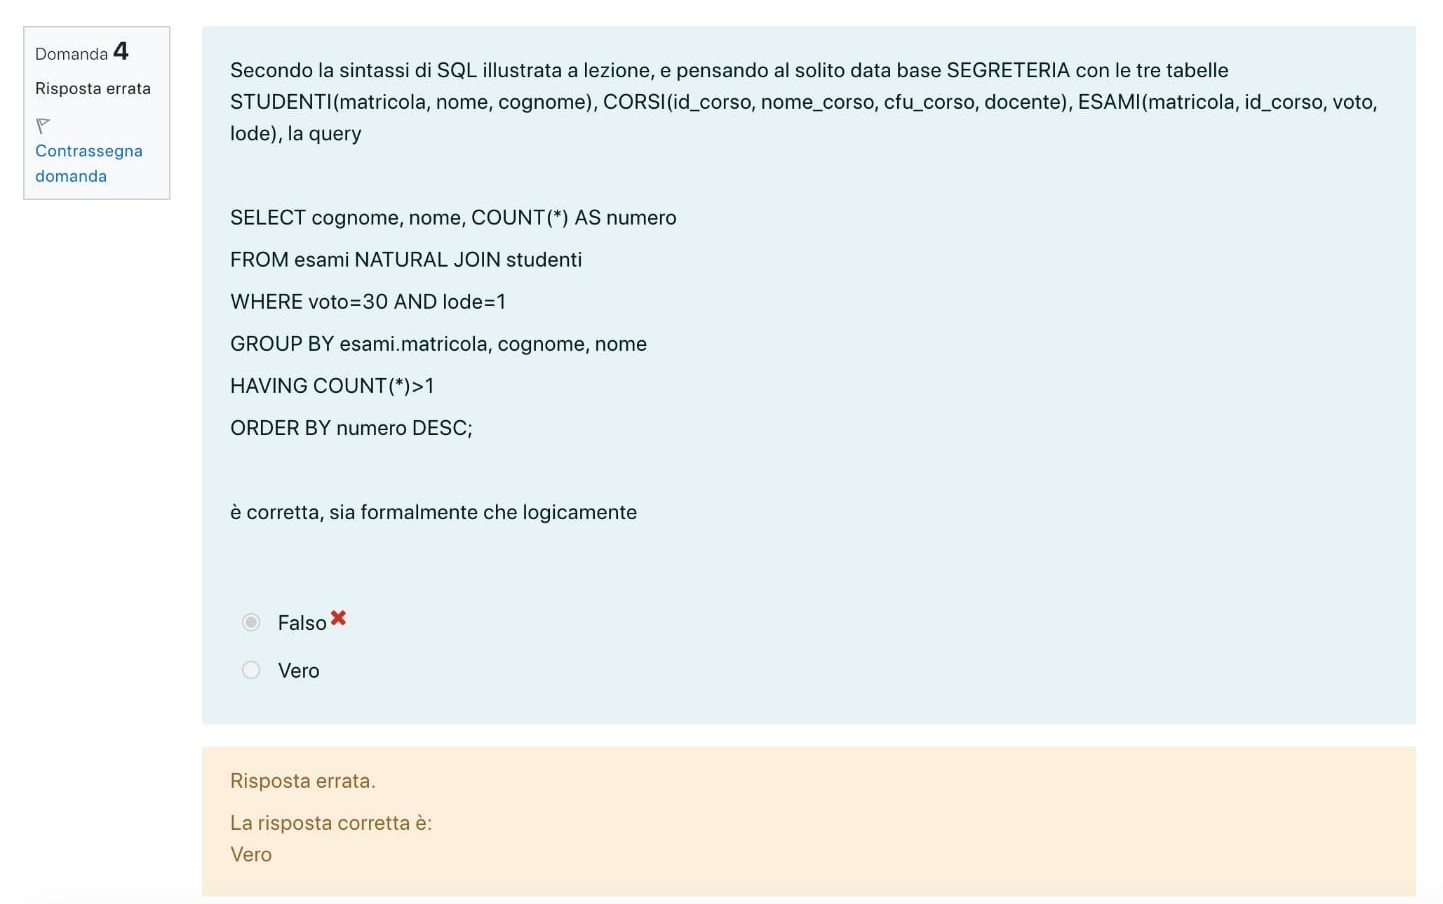 Domanda 4
Risposta errata
Contrassegna
domanda
Secondo la sintassi di SQL illustrata a lezione, e pensando al solito data base SEGRETERIA con le tre tabelle
STUDENTI(matricola, nome, cognome), CORSI(id_corso, nome_corso, cfu_corso, docente), ESAMI(matricola, id_corso, voto,
lode), la query
SELECT cognome, nome, COUNT(*) AS numero
FROM esami NATURAL JOIN studenti
WHERE voto=30 AND lode=1
GROUP BY esami.matricola, cognome, nome
HAVING COUNT(*)>1
ORDER BY numero DESC;
è corretta, sia formalmente che logicamente
Falso
Vero
Risposta errata.
La risposta corretta è:
Vero